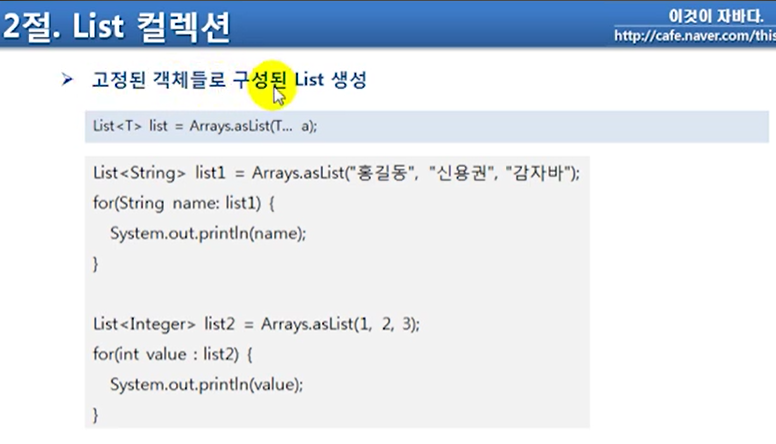 2절. List 컬렉션
이것이 자바다.
http://cafe.naver.com/this
➢ 고정된 객체들로 구성된 List 생성
List<T> list = Arrays.asList(T... a);
List<String> list1 = Arrays.asList("홍길동", "신용권", "감자바");
for(String name: list1) {
System.out.println(name);
}
List<Integer> list2 = Arrays.asList(1, 2, 3);
for(int value : list2) {
System.out.println(value);
}